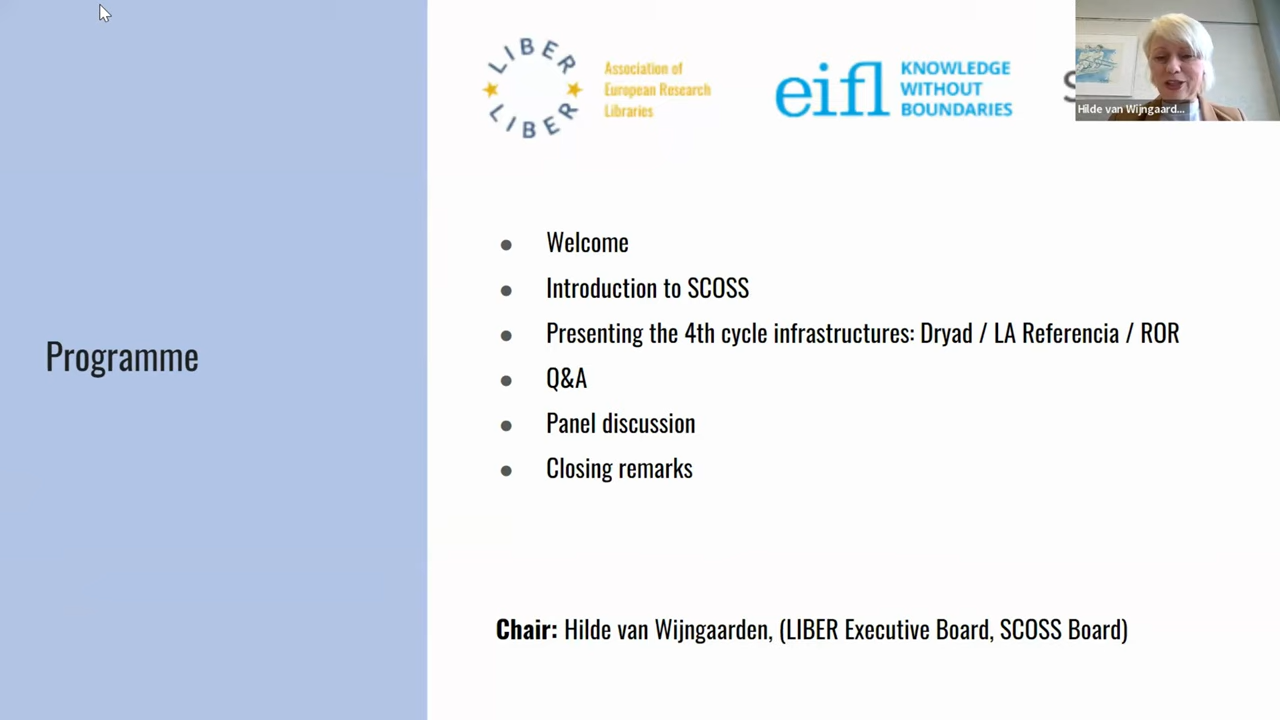 LIBER
LIBER
Association of
European Research
Libraries
eifl
KNOWLEDGE
WITHOUT
BOUNDARIES
S
Hilde van Wijngaard...
Welcome
Introduction to SCOSS
Presenting the 4th cycle infrastructures: Dryad / LA Referencia / ROR
Programme
Q&A
Panel discussion
Closing remarks
Chair: Hilde van Wijngaarden, (LIBER Executive Board, SCOSS Board)